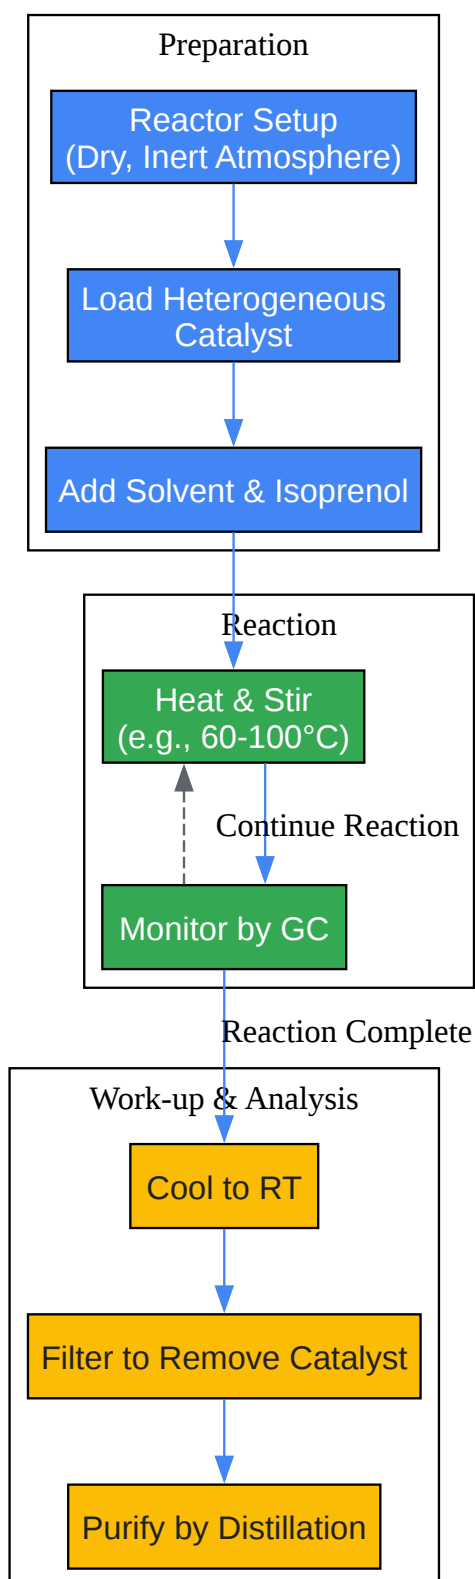 Preparation
Reactor Setup
(Dry, Inert Atmosphere)
Load Heterogeneous
Catalyst
Add Solvent & Isoprenol
Reaction
Heat & Stir
(e.g., 60-100°C)
Continue Reaction
Monitor by GC
Reaction Complete
Work-up & Analysis
Cool to RT
Filter to Remove Catalyst
Purify by Distillation